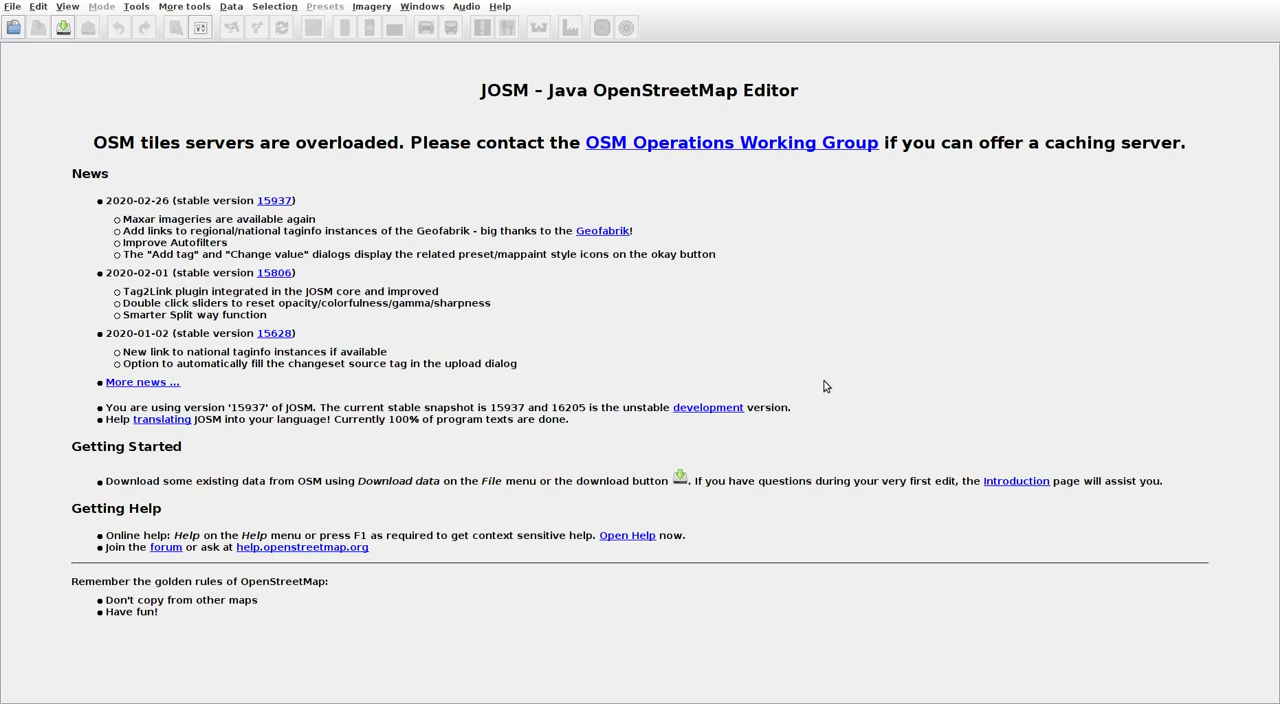 File Edit View Mode Tools More tools Data Selection Presets Imagery Windows Audio Help
JOSM – Java OpenStreetMap Editor
OSM tiles servers are overloaded. Please contact the OSM Operations Working Group if you can offer a caching server.
News
2020-02-26 (stable version 15937)
Maxar imageries are available again
Add links to regional/national taginfo instances of the Geofabrik - big thanks to the Geofabrik!
Improve Autofilters
The "Add tag" and "Change value" dialogs display the related preset/mappaint style icons on the okay button
2020-02-01 (stable version 15806)
Tag2Link plugin integrated in the JOSM core and improved
Double click sliders to reset opacity/colorfulness/gamma/sharpness
Smarter Split way function
2020-01-02 (stable version 15628)
New link to national taginfo instances if available
Option to automatically fill the changeset source tag in the upload dialog
More news ...
You are using version '15937' of JOSM. The current stable snapshot is 15937 and 16205 is the unstable development version.
Help translating JOSM into your language! Currently 100% of program texts are done.
Getting Started
Download some existing data from OSM using Download data on the File menu or the download button . If you have questions during your very first edit, the Introduction page will assist you.
Getting Help
Online help: Help on the Help menu or press F1 as required to get context sensitive help. Open Help now.
Join the forum or ask at help.openstreetmap.org
Remember the golden rules of OpenStreetMap:
Don't copy from other maps
Have fun!